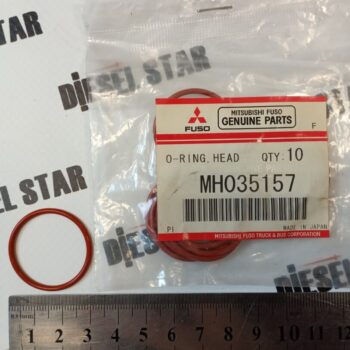 DIESEL STAR
DIESEL STAR
DIESEL STAR
MITSUBISHI FUSO
GENUINE PARTS
FUSO
F
O-RING, HEAD QTY: 10
MH035157
PI
MADE IN JAPAN
MITSUBISHI FUSO TRUCK & BUS CORPORATION
1 2 3 4 5 6 7 8 9 10 11 12